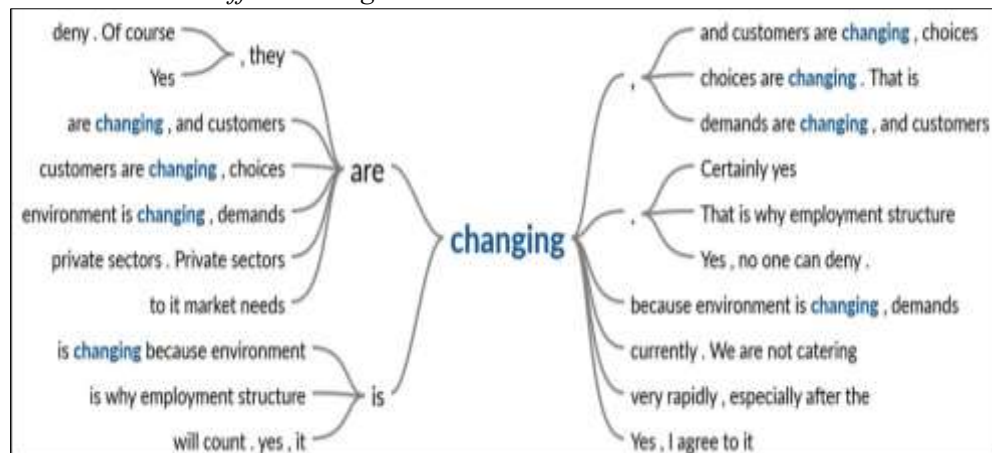 deny . Of course
Yes
, they
are changing , and customers
customers are changing , choices
environment is changing , demands
private sectors . Private sectors
to it market needs
are
is changing because environment
is why employment structure
will count . yes , it
is
changing
,
and customers are changing , choices
choices are changing . That is
demands are changing , and customers
.
Certainly yes
That is why employment structure
Yes , no one can deny .
because environment is changing , demands
currently . We are not catering
very rapidly , especially after the
Yes , I agree to it